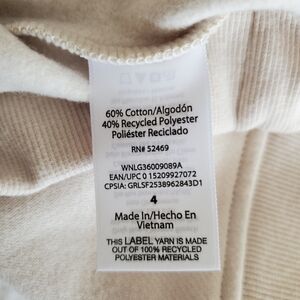 60% Cotton/Algodón
40% Recycled Polyester
Poliéster Reciclado
RN# 52469
WNLG36009089A
EAN/UPC 0 15209927072
CPSIA: GRLSF2538962843D1
4
Made In/Hecho En
Vietnam
THIS LABEL YARN IS MADE
OUT OF 100% RECYCLED
POLYESTER MATERIALS